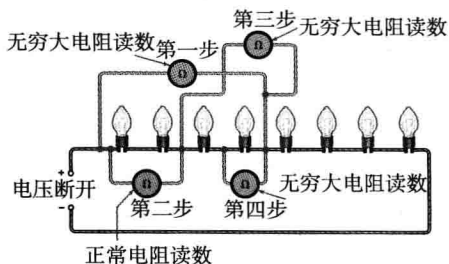 第三步
无穷大电阻读数
无穷大电阻读数
第一步
Ω
Ω
+
电压断开
-
Ω
Ω
无穷大电阻读数
第二步
第四步
正常电阻读数